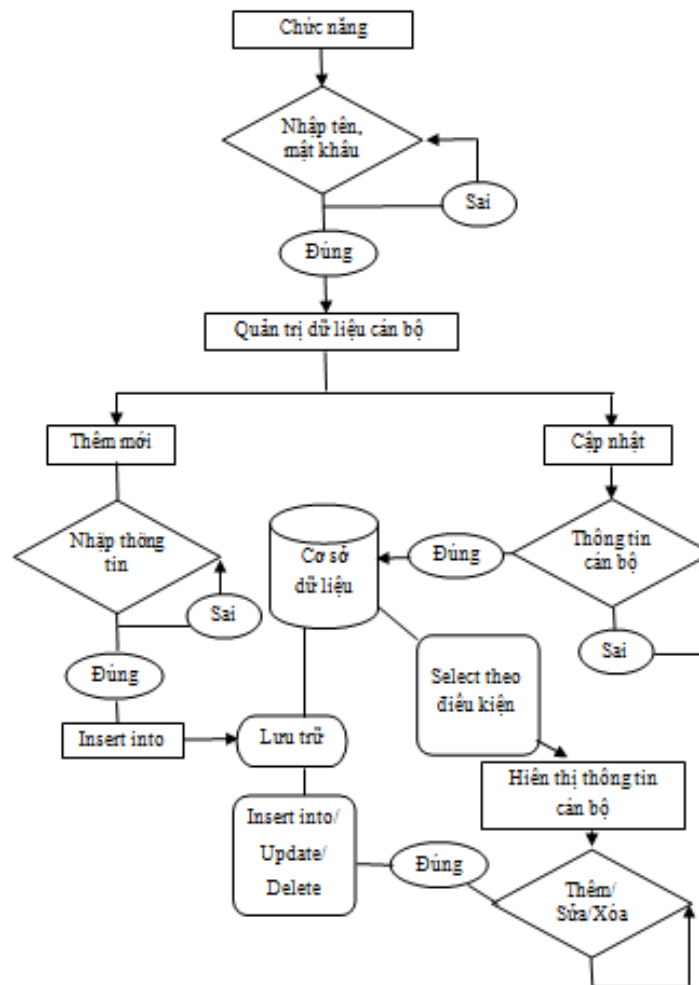 Chức năng
Nhập tên,
mật khẩu
Sai
Đúng
Quản trị dữ liệu cán bộ
Thêm mới
Cập nhật
Nhập thông
tin
Cơ sở
dữ liệu
Đúng
Thông tin
cán bộ
Sai
Sai
Đúng
Select theo
điều kiện
Insert into
Lưu trữ
Hiển thị thông tin
cán bộ
Insert into/
Update/
Delete
Đúng
Thêm/
Sửa/Xóa